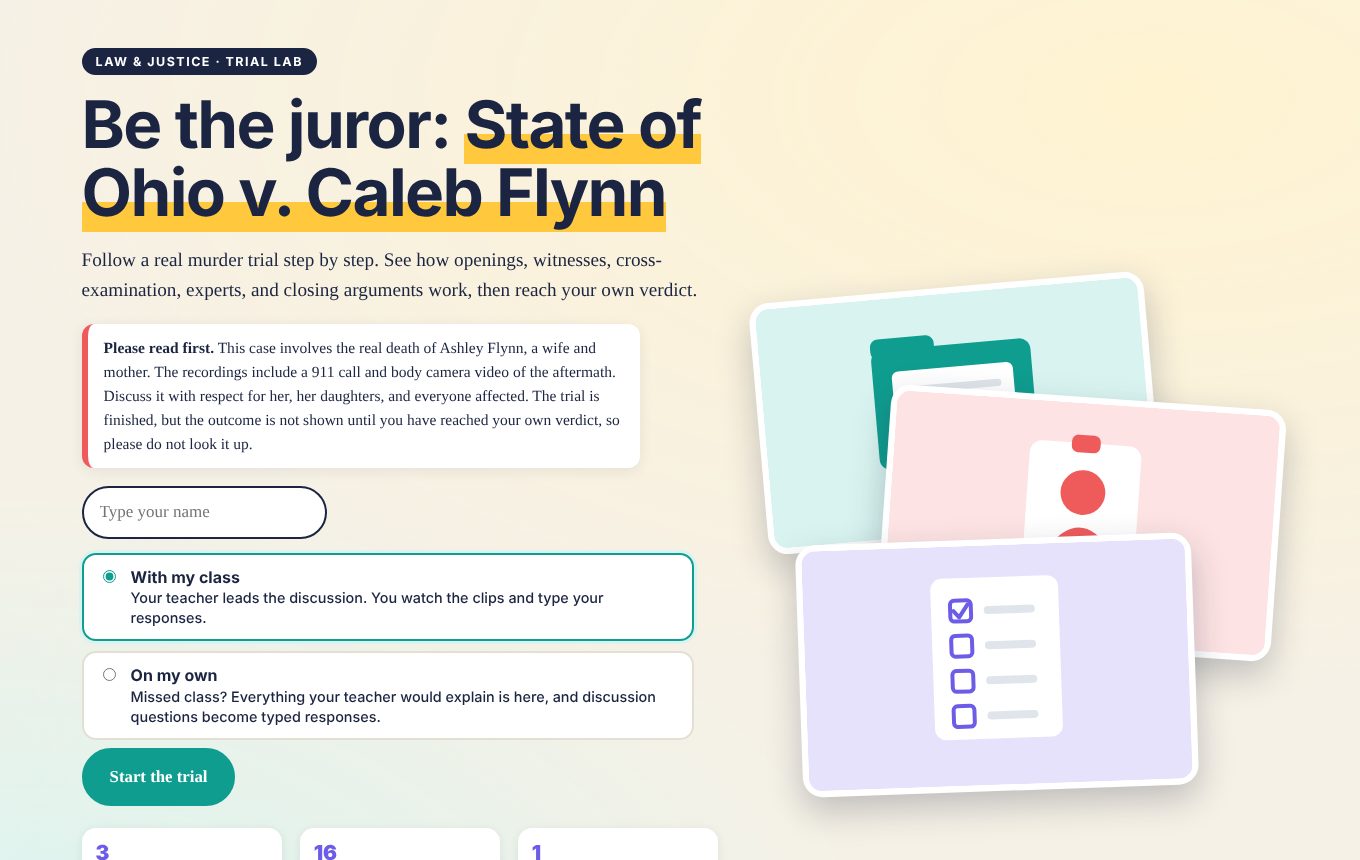 LAW & JUSTICE · TRIAL LAB
Be the juror: State of
Ohio v. Caleb Flynn
Follow a real murder trial step by step. See how openings, witnesses, cross-
examination, experts, and closing arguments work, then reach your own verdict.
Please read first. This case involves the real death of Ashley Flynn, a wife and
mother. The recordings include a 911 call and body camera video of the aftermath.
Discuss it with respect for her, her daughters, and everyone affected. The trial is
finished, but the outcome is not shown until you have reached your own verdict, so
please do not look it up.
Type your name
With my class
Your teacher leads the discussion. You watch the clips and type your
responses.
On my own
Missed class? Everything your teacher would explain is here, and discussion
questions become typed responses.
Start the trial
3 16 1